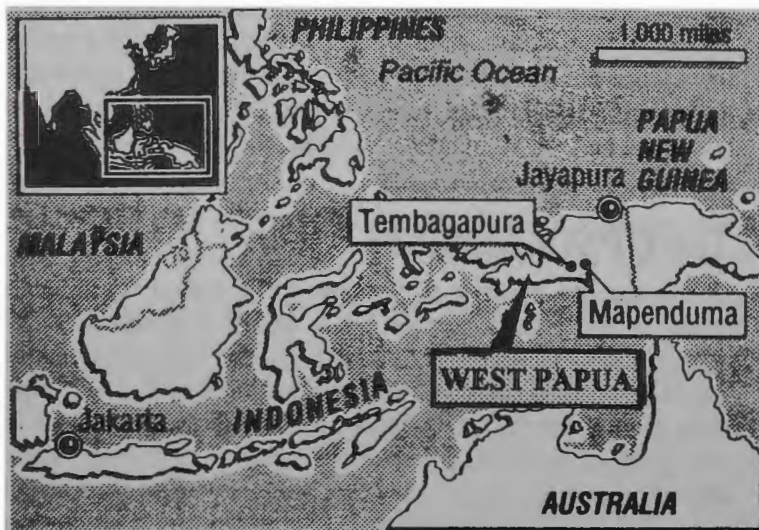 PHILIPPINES
1,000 miles
Pacific Ocean
PAPUA
NEW
GUINEA
Jayapura
Tembagapura
MALAYSIA
Mapenduma
WEST PAPUA
INDONESIA
Jakarta
AUSTRALIA